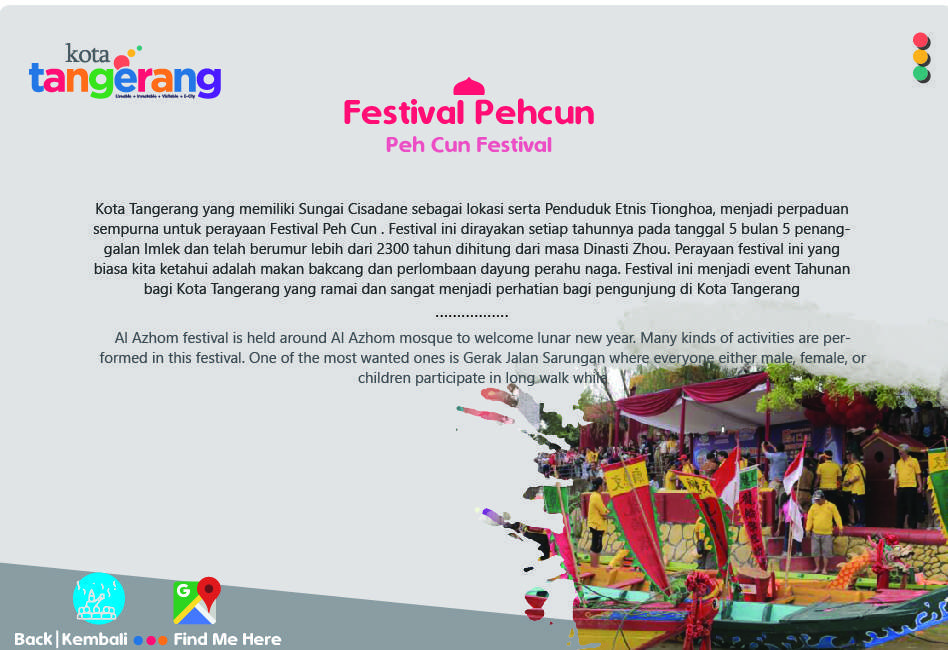 kota
tangerang
Liveable + Investable + Visitable + E-City
Festival Pehcun
Peh Cun Festival
Kota Tangerang yang memiliki Sungai Cisadane sebagai lokasi serta Penduduk Etnis Tionghoa, menjadi perpaduan
sempurna untuk perayaan Festival Peh Cun . Festival ini dirayakan setiap tahunnya pada tanggal 5 bulan 5 penang-
galan Imlek dan telah berumur lebih dari 2300 tahun dihitung dari masa Dinasti Zhou. Perayaan festival ini yang
biasa kita ketahui adalah makan bakcang dan perlombaan dayung perahu naga. Festival ini menjadi event Tahunan
bagi Kota Tangerang yang ramai dan sangat menjadi perhatian bagi pengunjung di Kota Tangerang
.................
Al Azhom festival is held around Al Azhom mosque to welcome lunar new year. Many kinds of activities are per-
formed in this festival. One of the most wanted ones is Gerak Jalan Sarungan where everyone either male, female, or
children participate in long walk while
G
Back|Kembali
Find Me Here